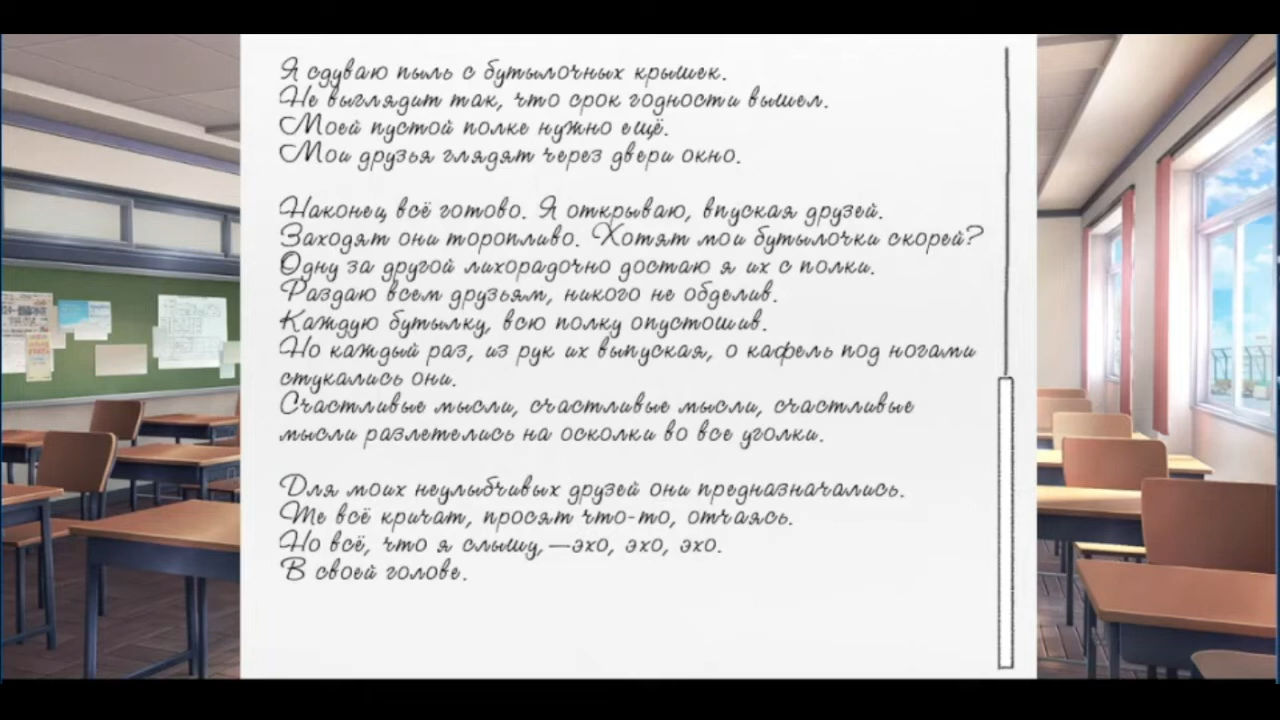 Я сдуваю пыль с бутылочных крышек.
Не выглядит так, что срок годности вышел.
Моей пустой полке нужно ещё.
Мои друзья глядят через двери окно.
Наконец всё готово. Я открываю, впуская друзей.
Заходят они торопливо. Хотят мои бутылочки скорей?
Одну за другой лихорадочно достаю я их с полки.
Раздаю всем друзьям, никого не обделив.
Каждую бутылку, всю полку опустошив.
Но каждый раз, из рук их выпуская, о кафель под ногами
стукались они.
Счастливые мысли, счастливые мысли, счастливые
мысли разлетелись на осколки во все уголки.
Для моих неулыбчивых друзей они предназначались.
Те всё кричат, просят что-то, отчаясь.
Но всё, что я слышу,—эхо, эхо, эхо.
В своей голове.